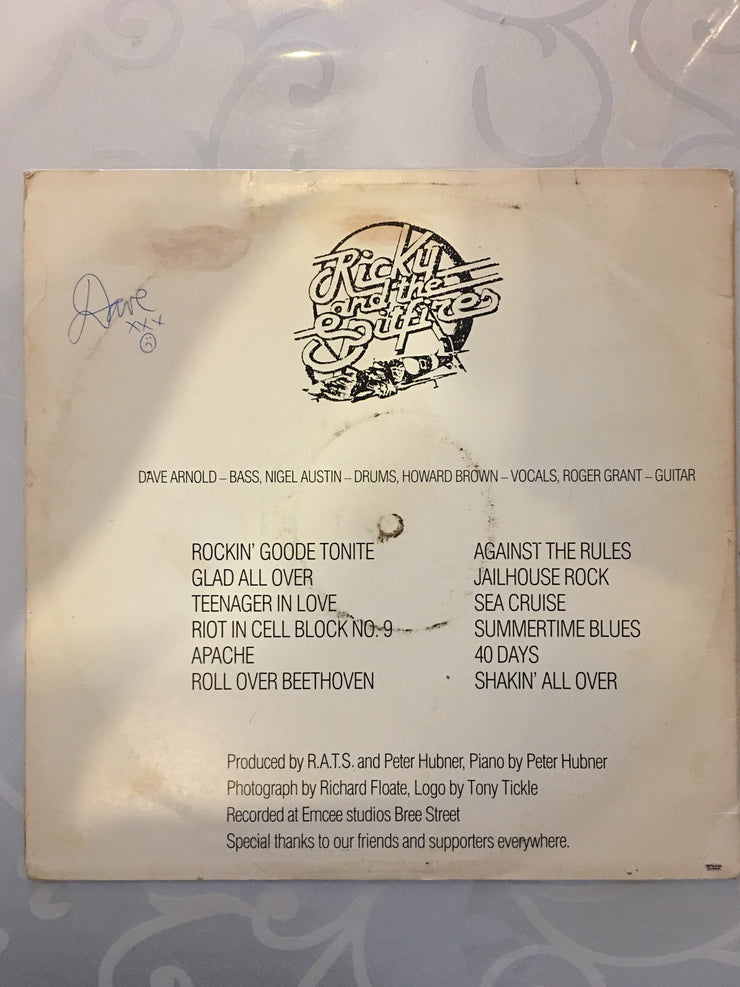 Ricky
and the
Spitfires
Dave
xxx
DAVE ARNOLD – BASS, NIGEL AUSTIN – DRUMS, HOWARD BROWN – VOCALS, ROGER GRANT – GUITAR
ROCKIN' GOODE TONITE
GLAD ALL OVER
TEENAGER IN LOVE
RIOT IN CELL BLOCK NO. 9
APACHE
ROLL OVER BEETHOVEN
AGAINST THE RULES
JAILHOUSE ROCK
SEA CRUISE
SUMMERTIME BLUES
40 DAYS
SHAKIN' ALL OVER
Produced by R.A.T.S. and Peter Hubner, Piano by Peter Hubner
Photograph by Richard Floate, Logo by Tony Tickle
Recorded at Emcee studios Bree Street
Special thanks to our friends and supporters everywhere.